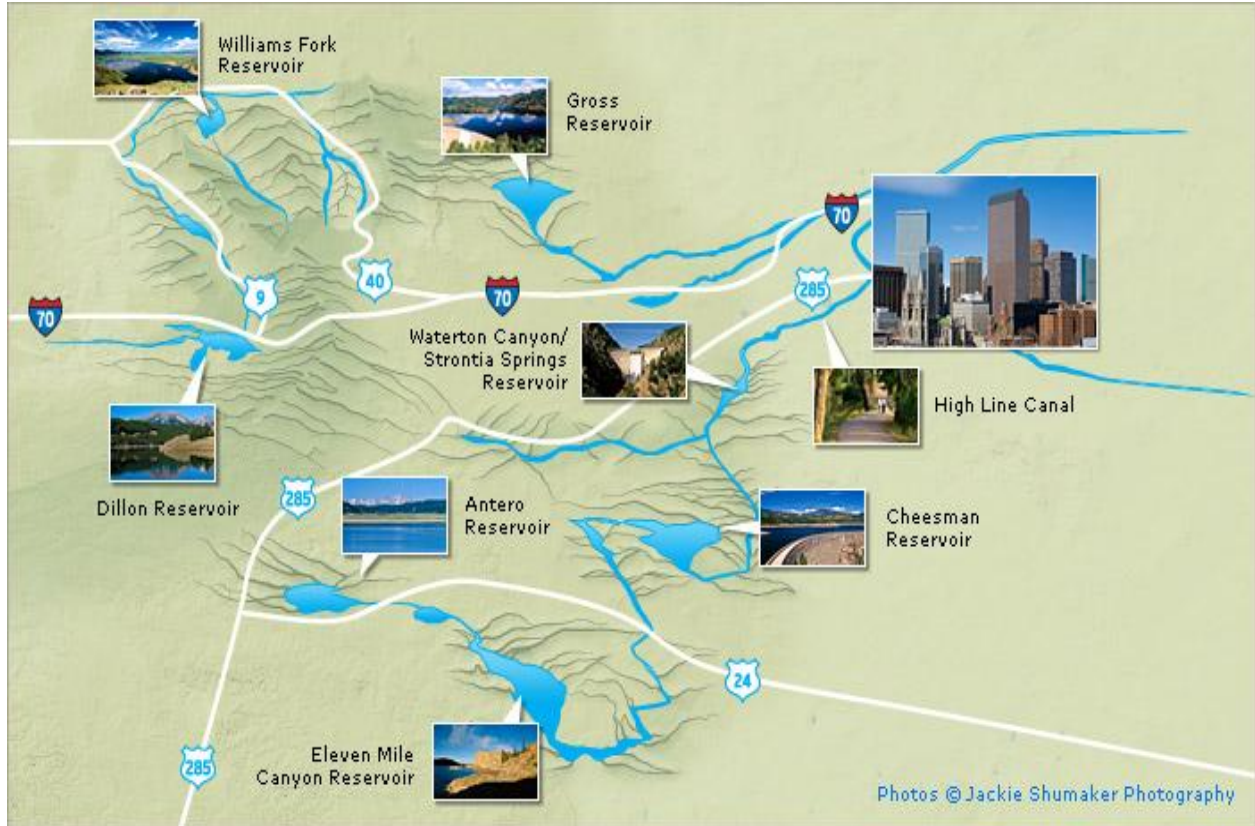 Williams Fork
Reservoir
Gross
Reservoir
70
285
9
40
70
70
Waterton Canyon/
Strontia Springs
Reservoir
High Line Canal
Dillon Reservoir
285
Antero
Reservoir
Cheesman
Reservoir
24
285
Eleven Mile
Canyon Reservoir
Photos © Jackie Shumaker Photography